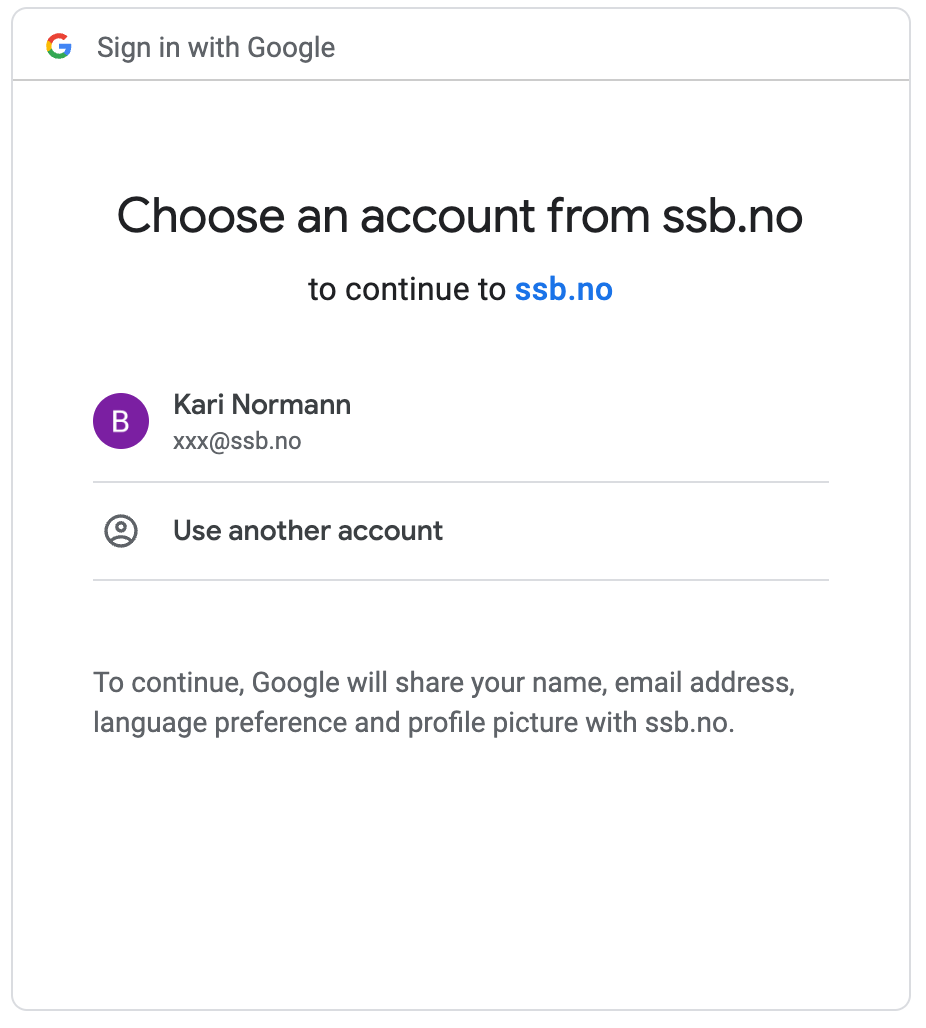 Sign in with Google
Choose an account from ssb.no
to continue to ssb.no
B
Kari Normann
xxx@ssb.no
Use another account
To continue, Google will share your name, email address,
language preference and profile picture with ssb.no.